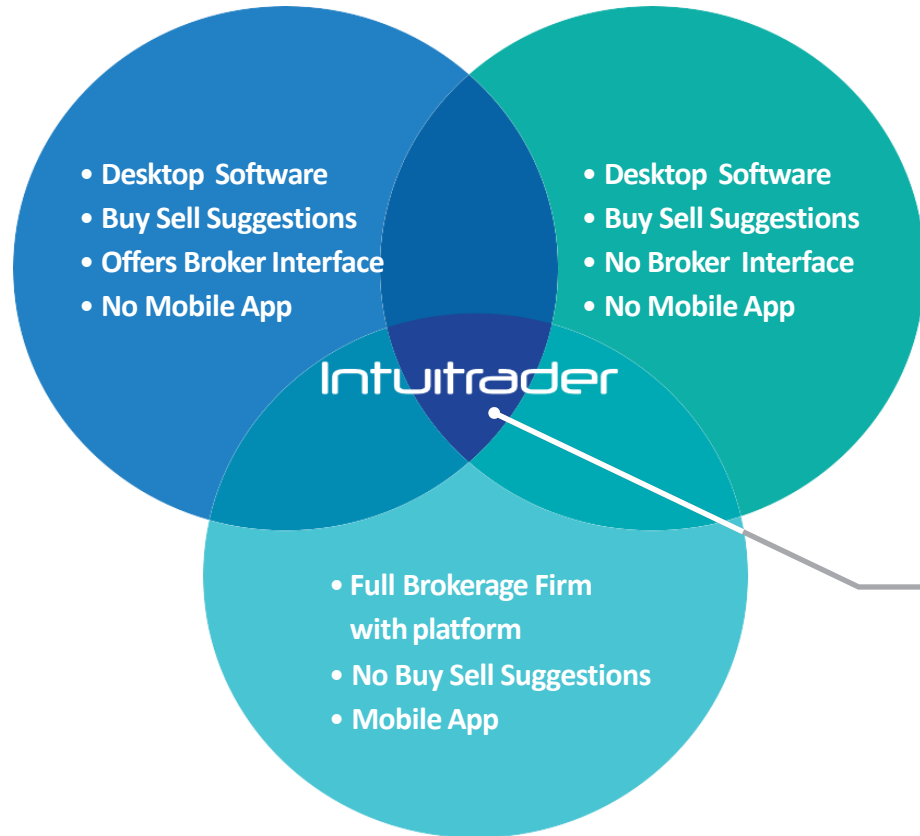 • Desktop Software
• Buy Sell Suggestions
• Offers Broker Interface
• No Mobile App
• Desktop Software
• Buy Sell Suggestions
• No Broker Interface
• No Mobile App
Intuitrader
• Full Brokerage Firm
with platform
• No Buy Sell Suggestions
• Mobile App